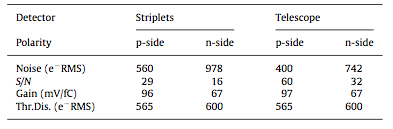 Detector Striplets Telescope
Polarity p-side n-side p-side n-side
Noise (e⁻RMS) 560 978 400 742
S/N 29 16 60 32
Gain (mV/fC) 96 67 97 67
Thr.Dis. (e⁻RMS) 565 600 565 600